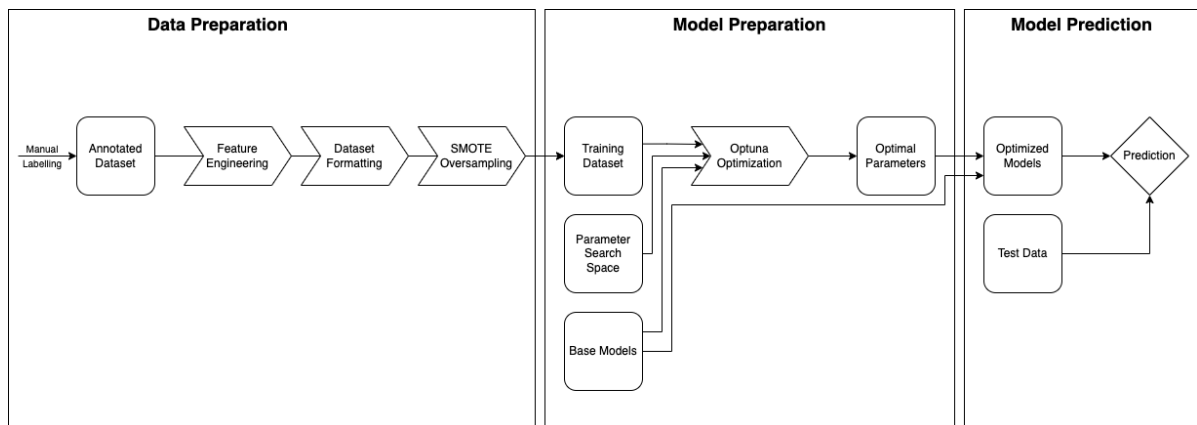 Data Preparation
Manual
Labelling
Annotated
Dataset
Feature
Engineering
Dataset
Formatting
SMOTE
Oversampling
Model Preparation
Training
Dataset
Parameter
Search
Space
Base Models
Optuna
Optimization
Optimal
Parameters
Model Prediction
Optimized
Models
Test Data
Prediction